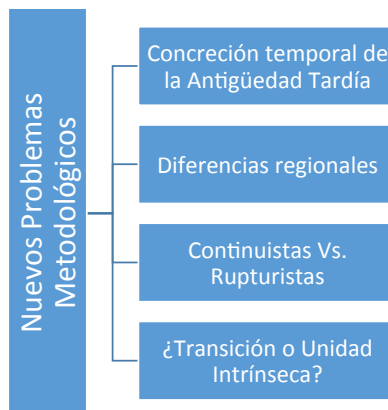 Nuevos Problemas
Metodológicos
Concreción temporal de
la Antigüedad Tardía
Diferencias regionales
Continuistas Vs.
Rupturistas
¿Transición o Unidad
Intrínseca?